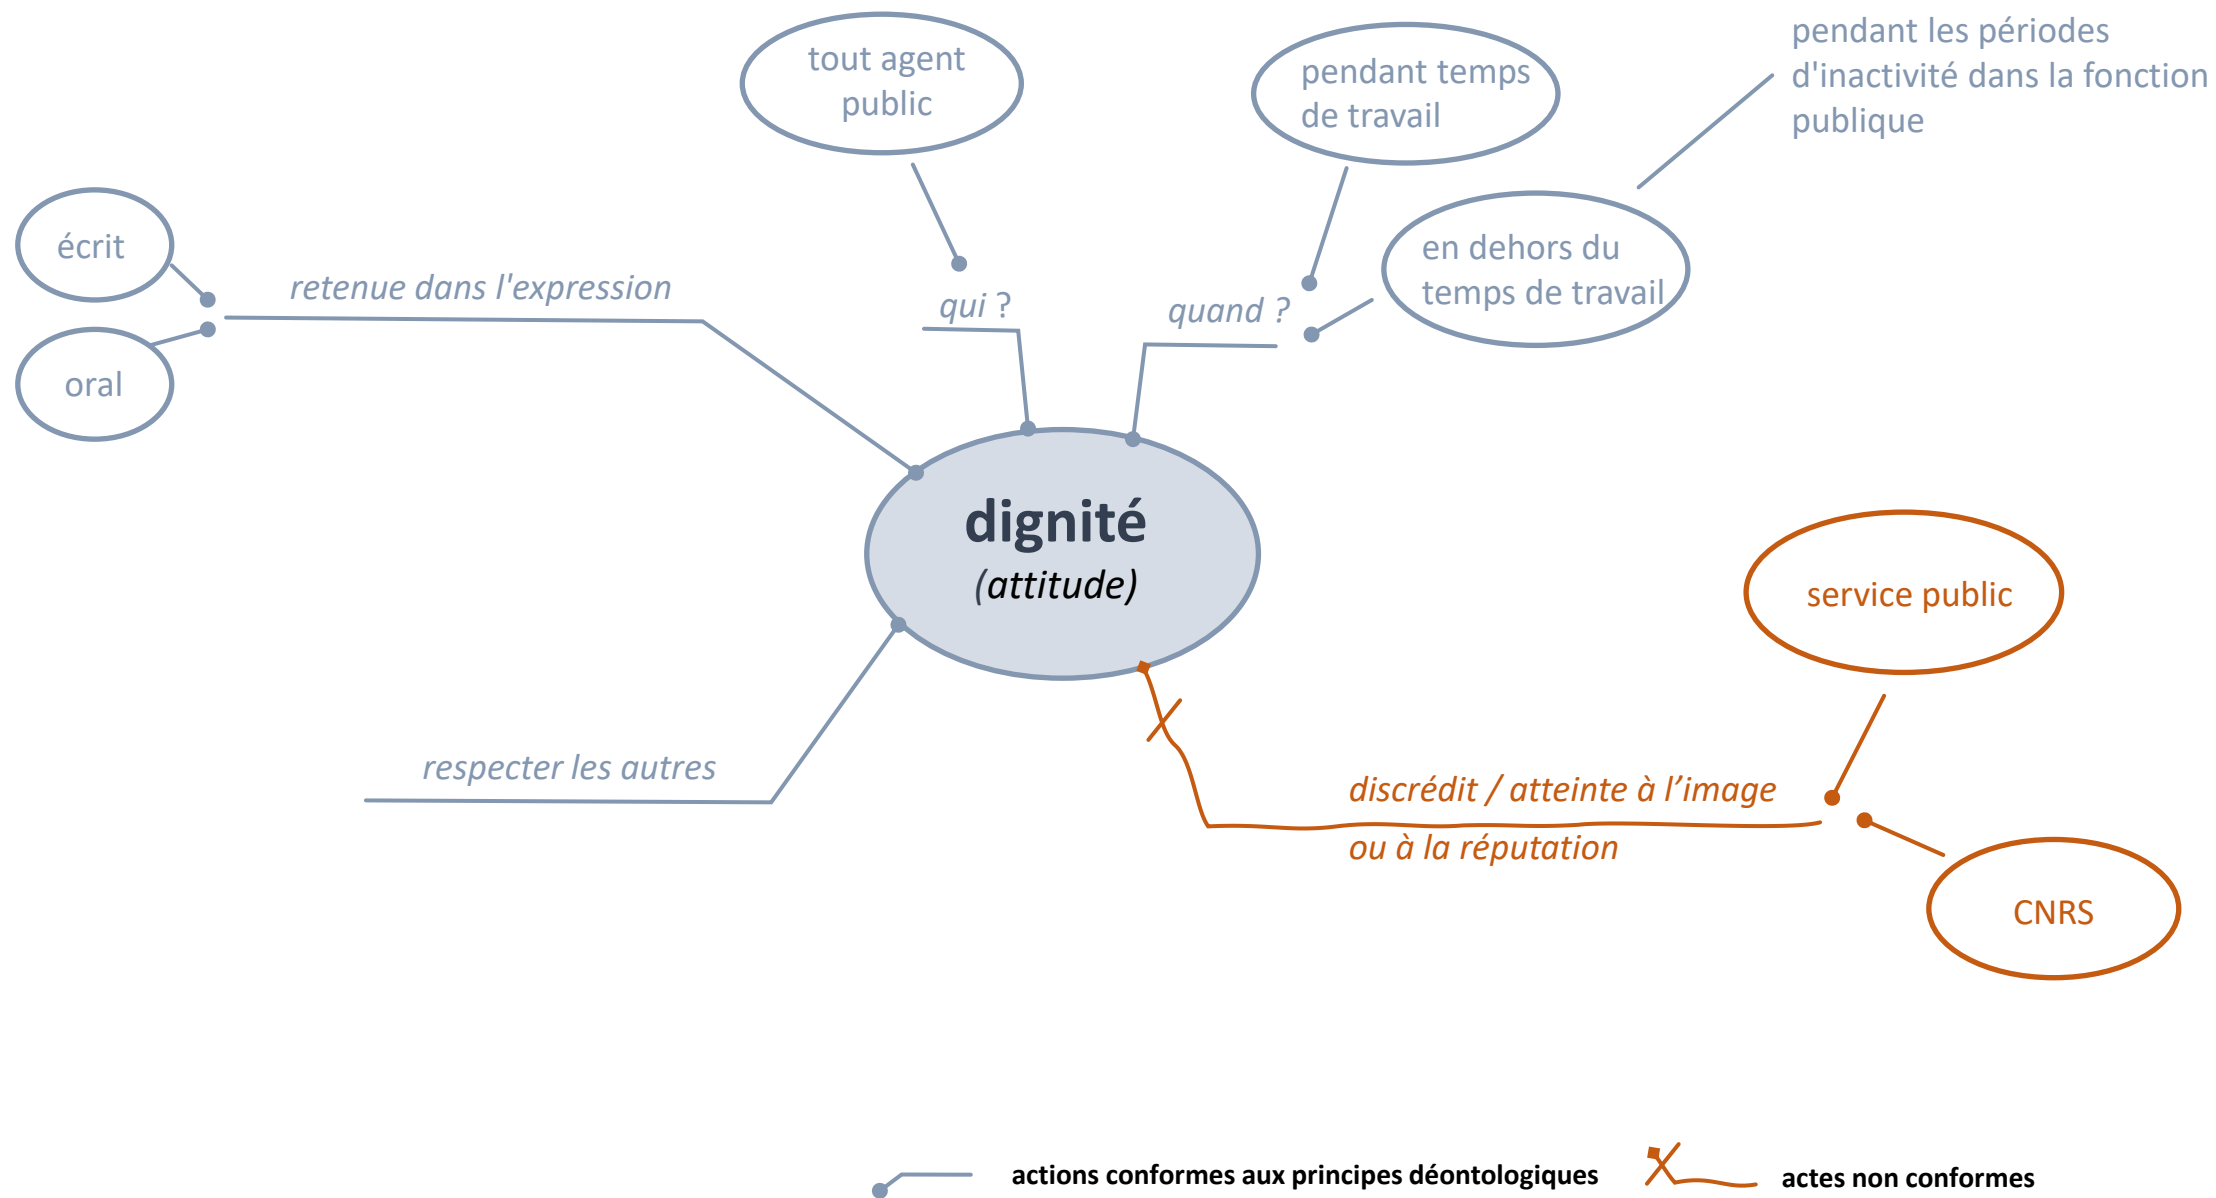 tout agent
public
pendant temps
de travail
pendant les périodes
d'inactivité dans la fonction
publique
écrit
retenue dans l'expression
oral
qui ?
quand ?
en dehors du
temps de travail
dignité
(attitude)
service public
respecter les autres
discrédit / atteinte à l’image
ou à la réputation
CNRS
actions conformes aux principes déontologiques
actes non conformes